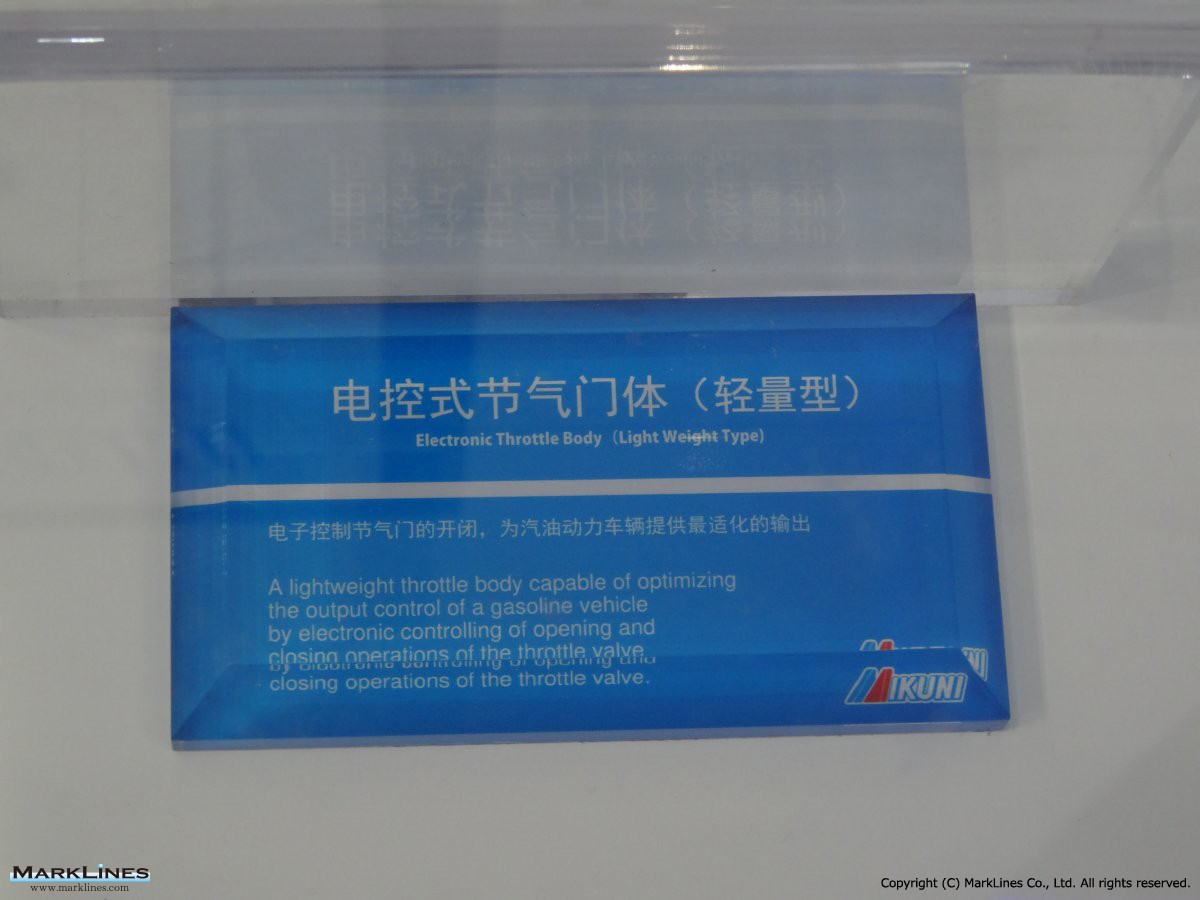 电控式节气门体（轻量型）
Electronic Throttle Body (Light Weight Type)
电子控制节气门的开闭，为汽油动力车辆提供最适化的输出
A lightweight throttle body capable of optimizing
the output control of a gasoline vehicle
by electronic controlling of opening and
closing operations of the throttle valve.
MIKUNI
MARKLINES
www.marklines.com
Copyright (C) MarkLines Co., Ltd. All rights reserved.